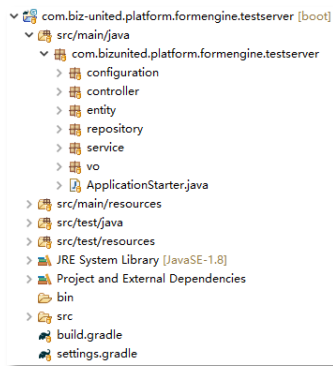 com.biz-united.platform.formengine.testserver [boot]
src/main/java
com.bizunited.platform.formengine.testserver
configuration
controller
entity
repository
service
vo
ApplicationStarter.java
src/main/resources
src/test/java
src/test/resources
JRE System Library [JavaSE-1.8]
Project and External Dependencies
bin
src
build.gradle
settings.gradle